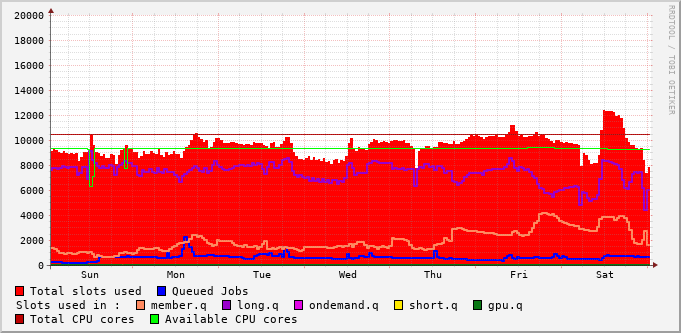 RRDTOOL / TOBI OETIKER
20000
18000
16000
14000
12000
10000
8000
6000
4000
2000
0
Sun Mon Tue Wed Thu Fri Sat
Total slots used Queued Jobs
Slots used in : member.q long.q ondemand.q short.q gpu.q
Total CPU cores Available CPU cores